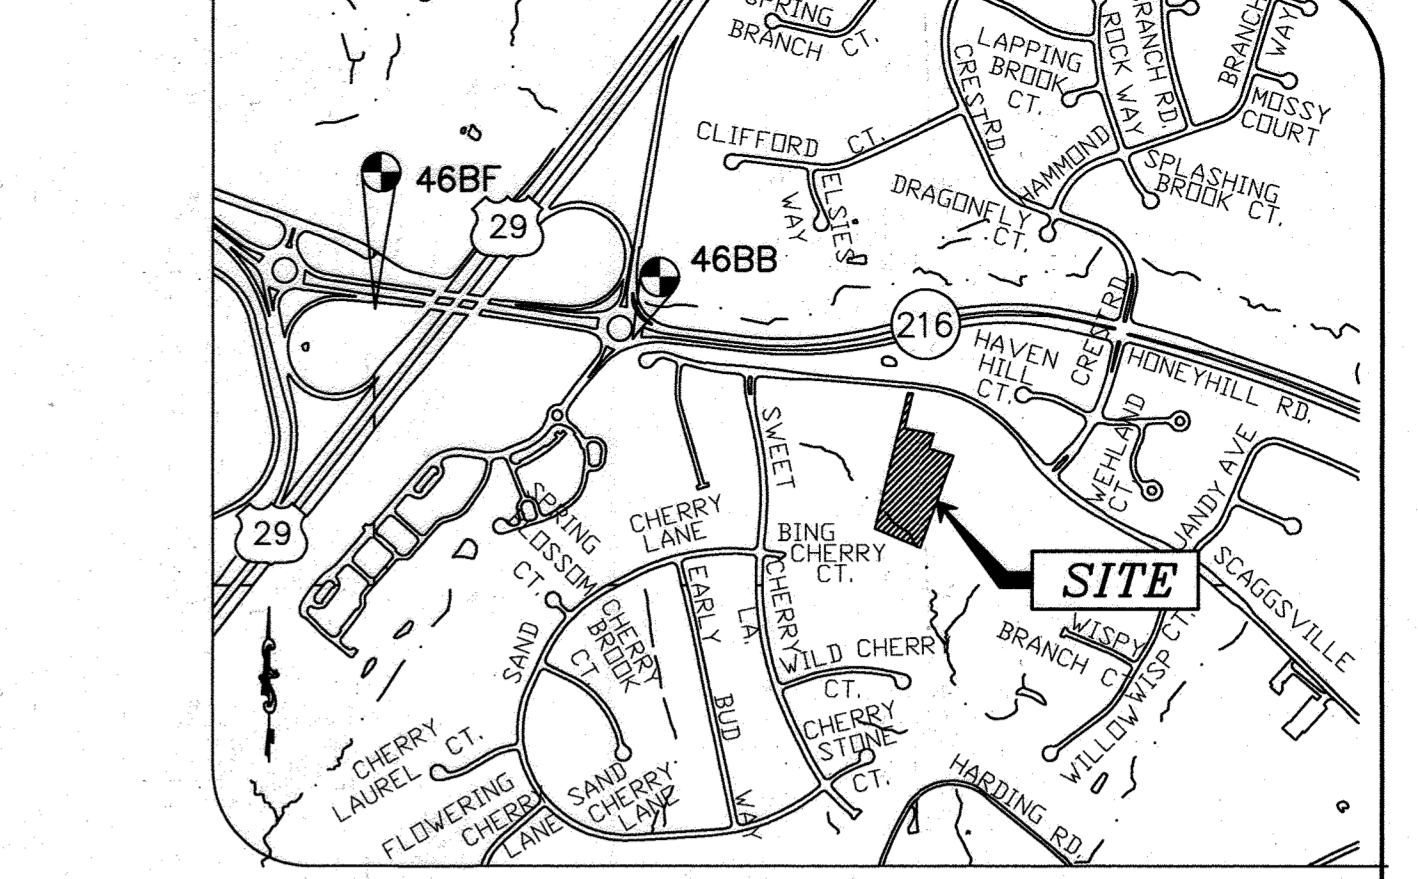 SPRING
BRANCH CT.
CREST RD.
LAPPING
BROOK
CT.
ROCK WAY
BRANCH RD.
BRANCH
WAY
MOSSY
COURT
CLIFFORD CT.
ELSIES
WAY
HAMMOND
DRAGONFLY
CT.
SPLASHING
BROOK CT.
46BF
29
46BB
216
CREST RD.
HAVEN
HILL
CT.
HONEYHILL RD.
WEHLAND
CT
JANDY AVE
SWEET
CHERRY
LA.
SPRING
LOSSOM
CT.
CHERRY
LANE
BING
CHERRY
CT.
29
SITE
SCAGGSVILLE
EARLY
BUD
WAY
SAND
CHERRY
BROOK
CT
WILD CHERR
CT.
WISPY
BRANCH C
WILLOW WISP CT.
CHERRY
STONE
CT.
CHERRY
LAUREL CT.
SAND
CHERRY
LANE
FLOWERING
CHERR
LANE
HARDING RD.